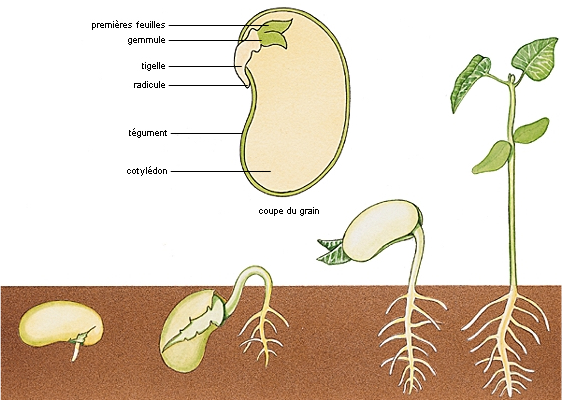 premières feuilles
gemmule
tigelle
radicule
tégument
cotylédon
coupe du grain